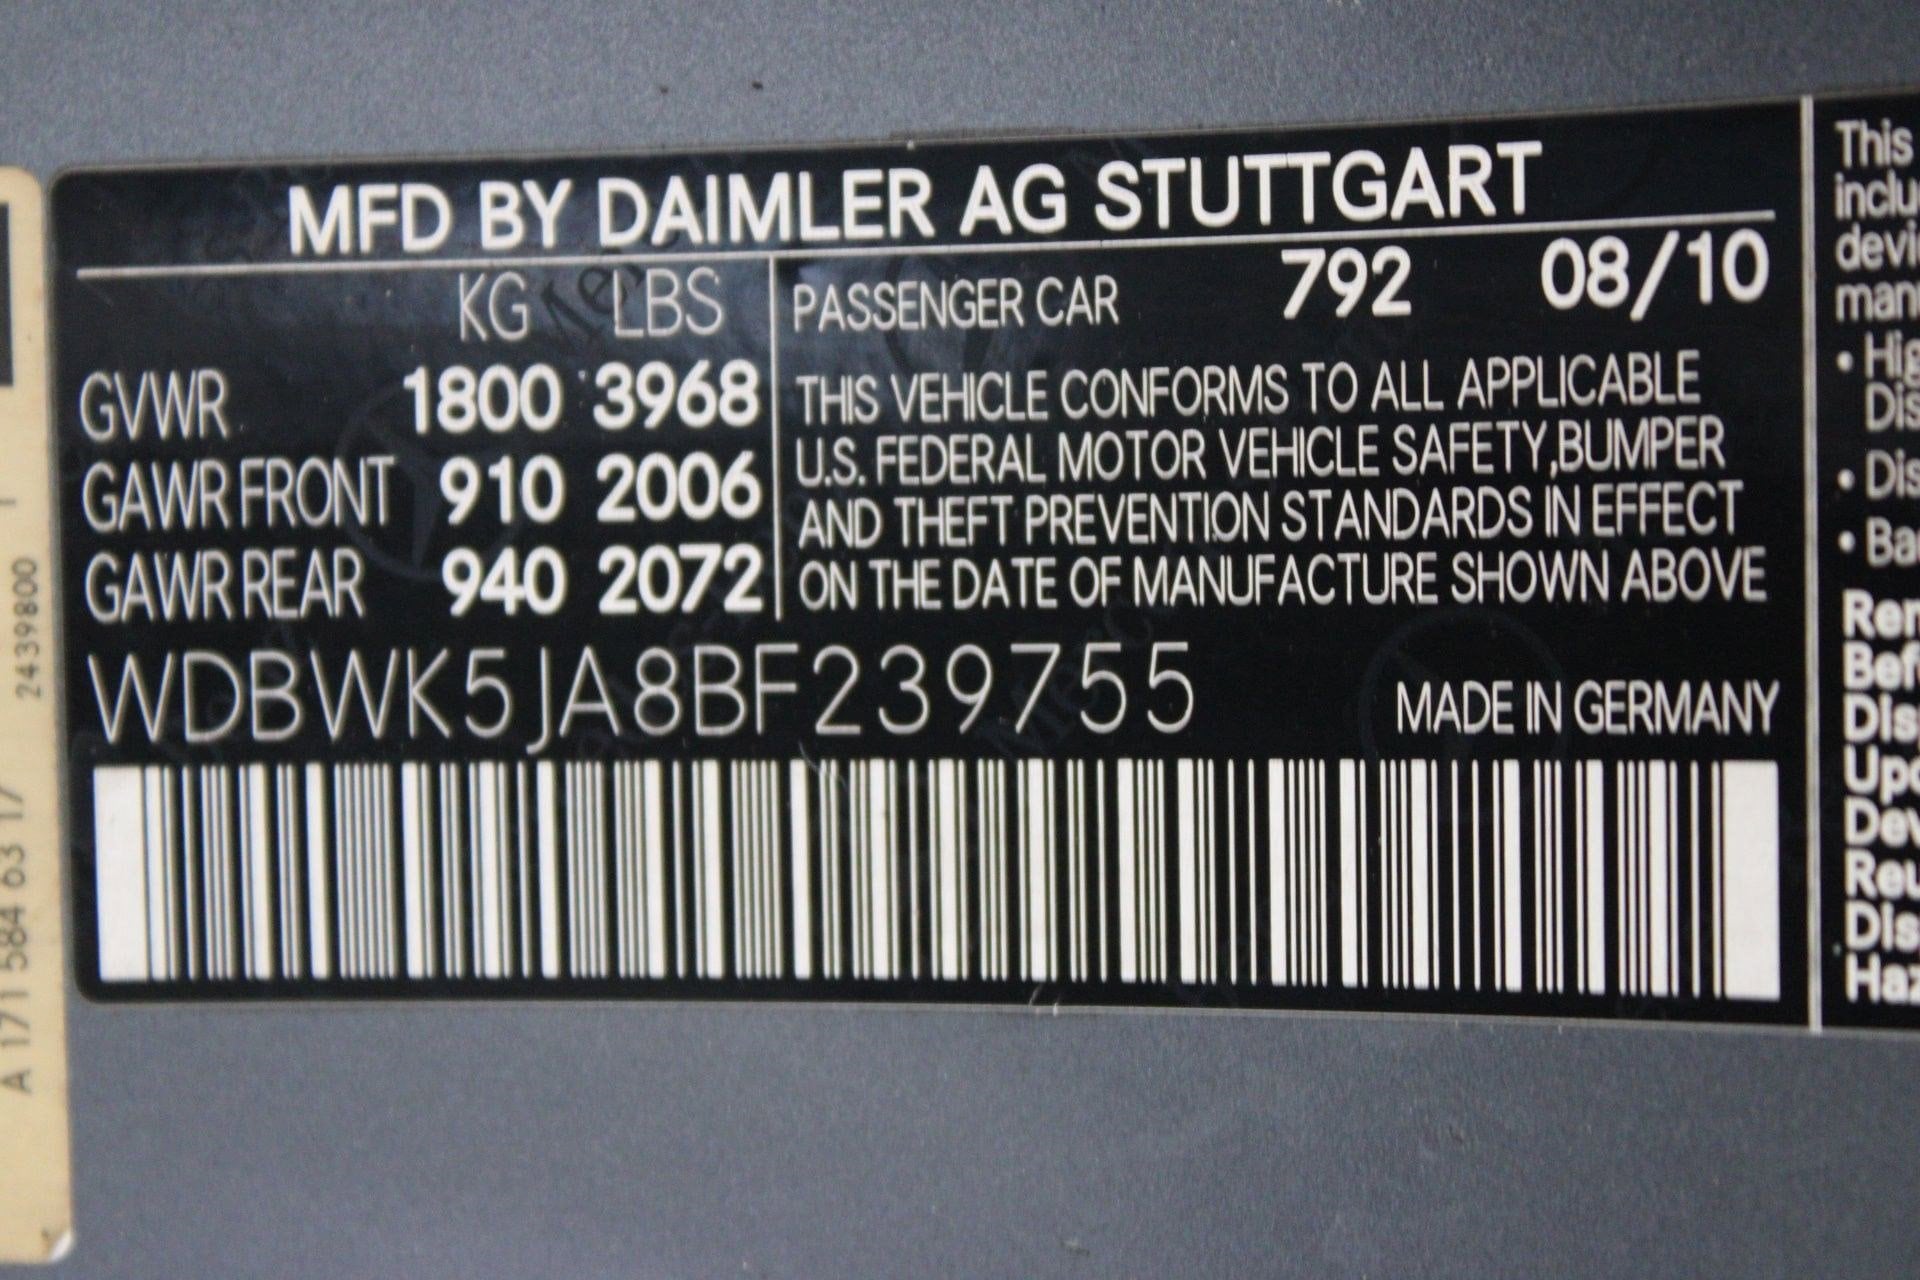 MFD BY DAIMLER AG STUTTGART
KG LBS
GVWR 1800 3968
GAWR FRONT 910 2006
GAWR REAR 940 2072
PASSENGER CAR 792 08/10
THIS VEHICLE CONFORMS TO ALL APPLICABLE
U.S. FEDERAL MOTOR VEHICLE SAFETY,BUMPER
AND THEFT PREVENTION STANDARDS IN EFFECT
ON THE DATE OF MANUFACTURE SHOWN ABOVE
WDBWK5JA8BF239755
MADE IN GERMANY
A 171 584 63 17
2439800
This